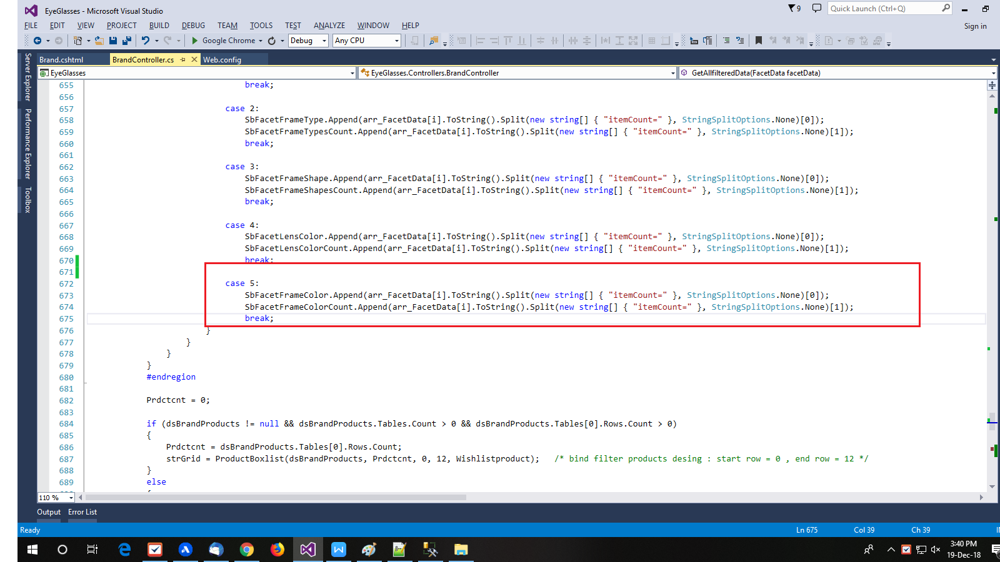 EyeGlasses - Microsoft Visual Studio
9
Quick Launch (Ctrl+Q)
FILE EDIT VIEW PROJECT BUILD DEBUG TEAM TOOLS TEST ANALYZE WINDOW HELP
Sign in
Google Chrome Debug Any CPU
Server Explorer
Performance Explorer
Toolbox
Brand.cshtml BrandController.cs Web.config
EyeGlasses EyeGlasses.Controllers.BrandController GetAllfilteredData(FacetData facetData)
655 break;
656
657 case 2:
658 SbFacetFrameType.Append(arr_FacetData[i].ToString().Split(new string[] { "itemCount=" }, StringSplitOptions.None)[0]);
659 SbFacetFrameTypesCount.Append(arr_FacetData[i].ToString().Split(new string[] { "itemCount=" }, StringSplitOptions.None)[1]);
660 break;
661
662 case 3:
663 SbFacetFrameShape.Append(arr_FacetData[i].ToString().Split(new string[] { "itemCount=" }, StringSplitOptions.None)[0]);
664 SbFacetFrameShapesCount.Append(arr_FacetData[i].ToString().Split(new string[] { "itemCount=" }, StringSplitOptions.None)[1]);
665 break;
666
667 case 4:
668 SbFacetLensColor.Append(arr_FacetData[i].ToString().Split(new string[] { "itemCount=" }, StringSplitOptions.None)[0]);
669 SbFacetLensColorCount.Append(arr_FacetData[i].ToString().Split(new string[] { "itemCount=" }, StringSplitOptions.None)[1]);
670 break;
671
672 case 5:
673 SbFacetFrameColor.Append(arr_FacetData[i].ToString().Split(new string[] { "itemCount=" }, StringSplitOptions.None)[0]);
674 SbFacetFrameColorCount.Append(arr_FacetData[i].ToString().Split(new string[] { "itemCount=" }, StringSplitOptions.None)[1]);
675 break;
676 }
677 }
678 }
679 }
680 #endregion
681
682 Prdctcnt = 0;
683
684 if (dsBrandProducts != null && dsBrandProducts.Tables.Count > 0 && dsBrandProducts.Tables[0].Rows.Count > 0)
685 {
686 Prdctcnt = dsBrandProducts.Tables[0].Rows.Count;
687 strGrid = ProductBoxlist(dsBrandProducts, Prdctcnt, 0, 12, Wishlistproduct); /* bind filter products desing : start row = 0 , end row = 12 */
688 }
689 else
110 %
Output Error List
Ready Ln 675 Col 39 Ch 39
3:40 PM
19-Dec-18